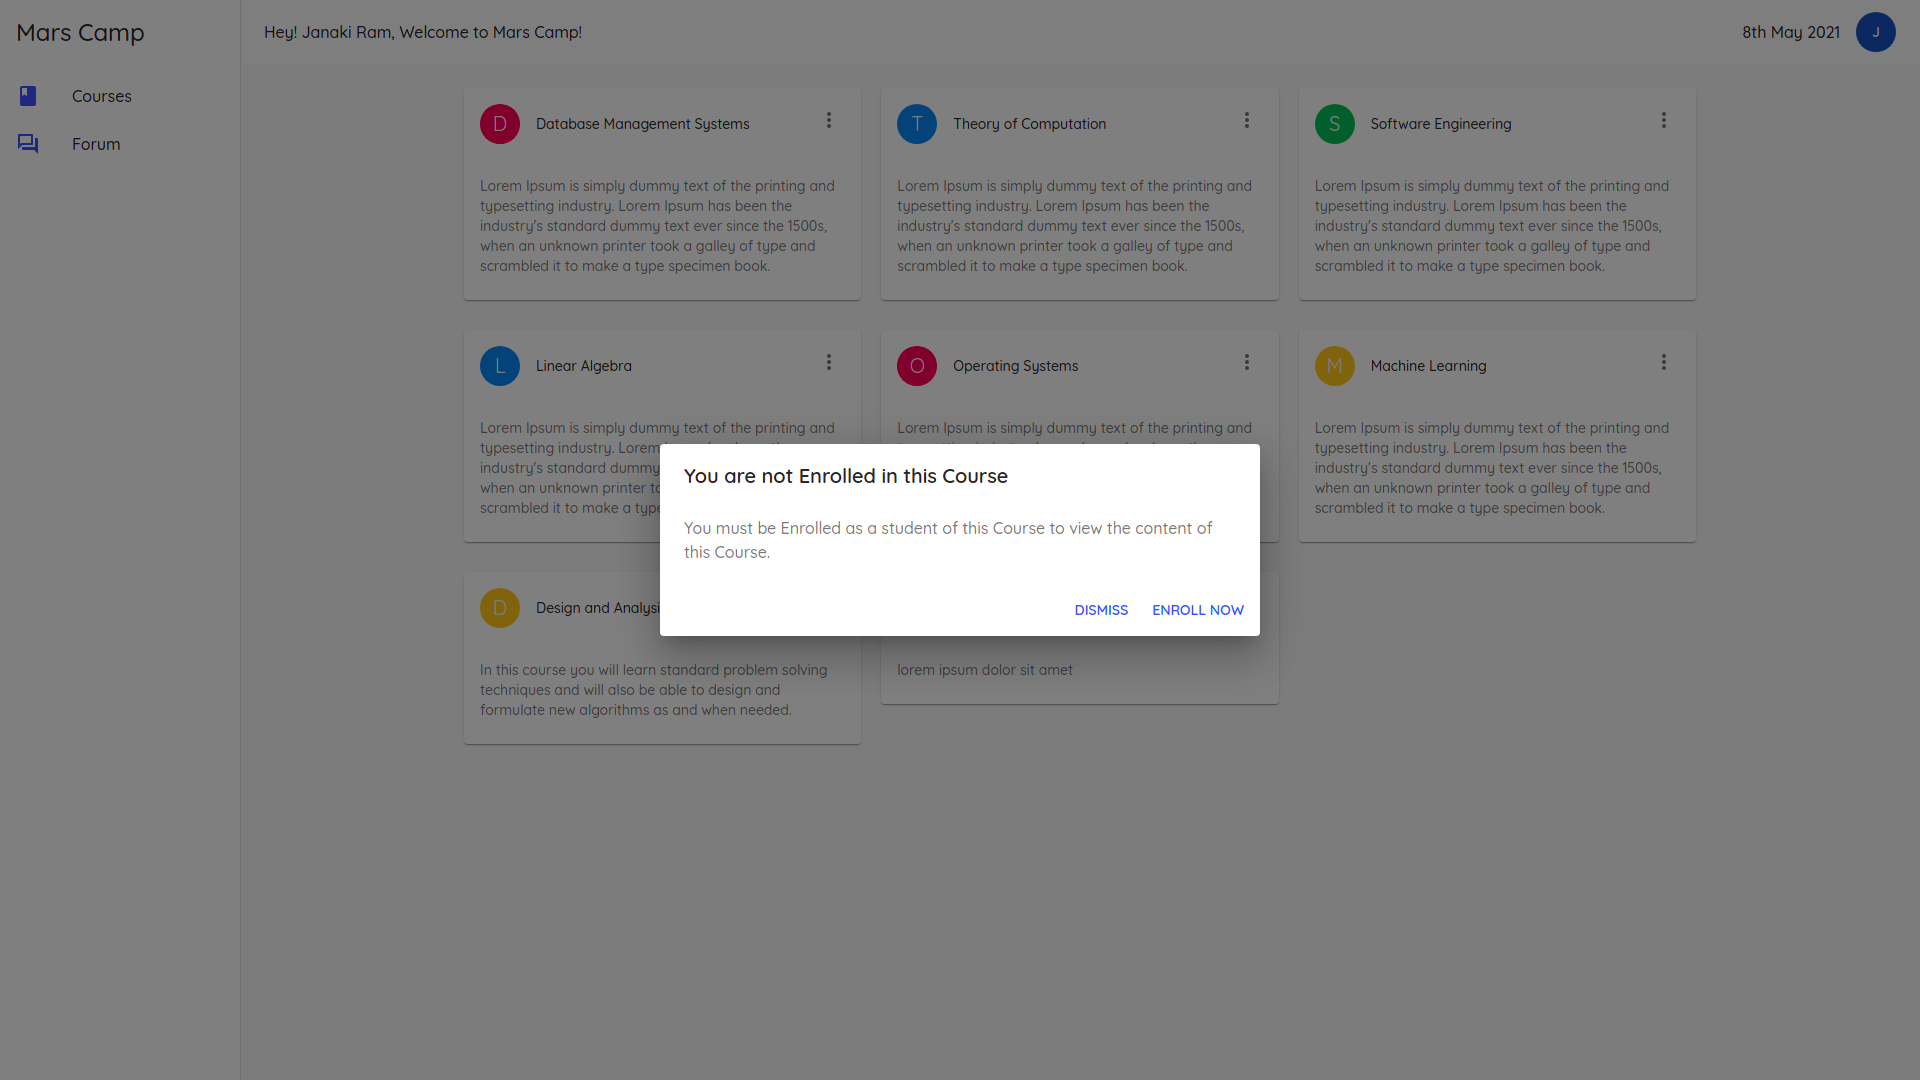 Mars Camp
Hey! Janaki Ram, Welcome to Mars Camp!
8th May 2021
J
Courses
Forum
D
Database Management Systems
Lorem Ipsum is simply dummy text of the printing and
typesetting industry. Lorem Ipsum has been the
industry's standard dummy text ever since the 1500s,
when an unknown printer took a galley of type and
scrambled it to make a type specimen book.
T
Theory of Computation
Lorem Ipsum is simply dummy text of the printing and
typesetting industry. Lorem Ipsum has been the
industry's standard dummy text ever since the 1500s,
when an unknown printer took a galley of type and
scrambled it to make a type specimen book.
S
Software Engineering
Lorem Ipsum is simply dummy text of the printing and
typesetting industry. Lorem Ipsum has been the
industry's standard dummy text ever since the 1500s,
when an unknown printer took a galley of type and
scrambled it to make a type specimen book.
L
Linear Algebra
Lorem Ipsum is simply dummy text of the printing and
typesetting industry. Lorem
industry's standard dummy
when an unknown printer
scrambled it to make a
O
Operating Systems
Lorem Ipsum is simply dummy text of the printing and
M
Machine Learning
Lorem Ipsum is simply dummy text of the printing and
typesetting industry. Lorem Ipsum has been the
industry's standard dummy text ever since the 1500s,
when an unknown printer took a galley of type and
scrambled it to make a type specimen book.
You are not Enrolled in this Course
You must be Enrolled as a student of this Course to view the content of
this Course.
DISMISS
ENROLL NOW
D
Design and
In this course you will learn standard problem solving
techniques and will also be able to design and
formulate new algorithms as and when needed.
lorem ipsum dolor sit amet